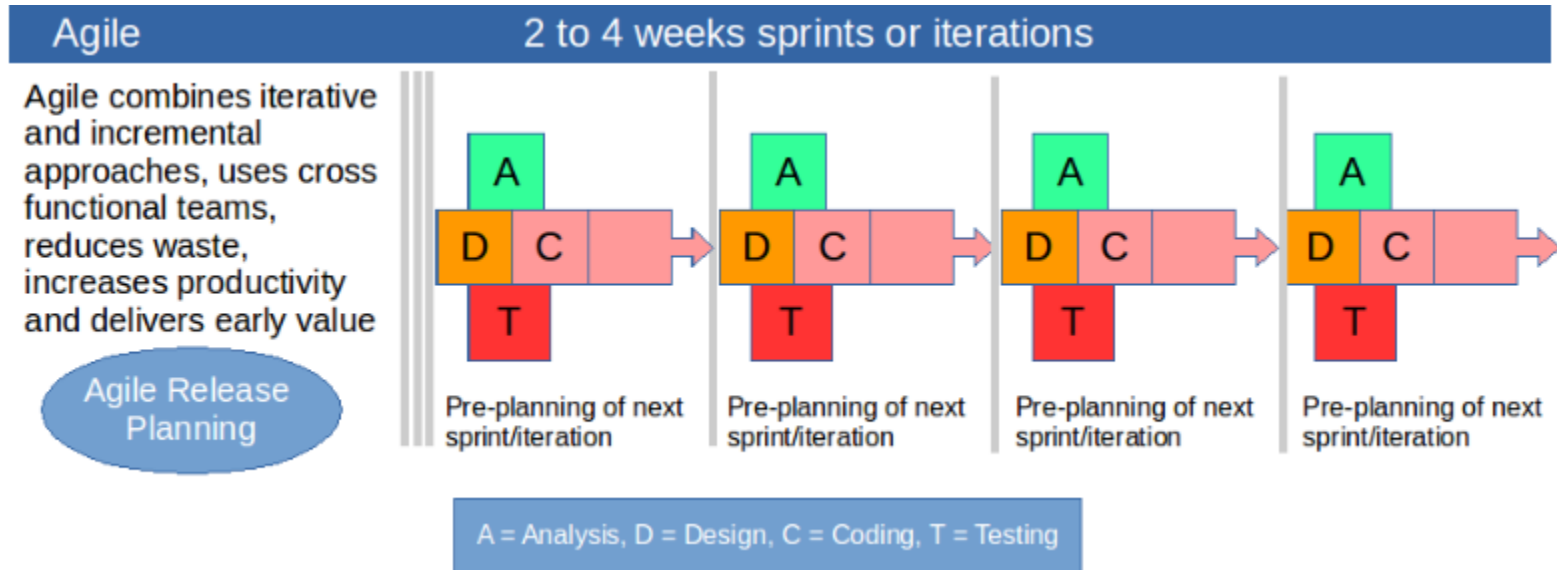 Agile
2 to 4 weeks sprints or iterations
Agile combines iterative
and incremental
approaches, uses cross
functional teams,
reduces waste,
increases productivity
and delivers early value
Agile Release
Planning
A
D C
T
Pre-planning of next
sprint/iteration
A
D C
T
Pre-planning of next
sprint/iteration
A
D C
T
Pre-planning of next
sprint/iteration
A
D C
T
Pre-planning of next
sprint/iteration
A = Analysis, D = Design, C = Coding, T = Testing